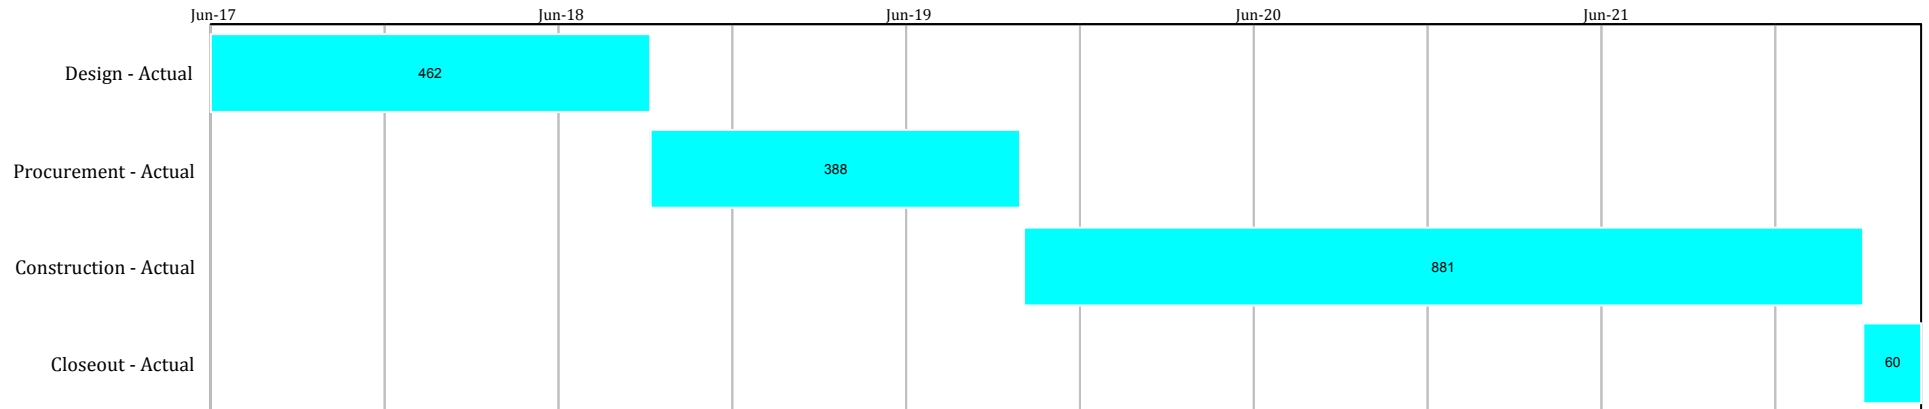 Jun-17 Jun-18 Jun-19 Jun-20 Jun-21
Design - Actual 462
Procurement - Actual 388
Construction - Actual 881
Closeout - Actual 60